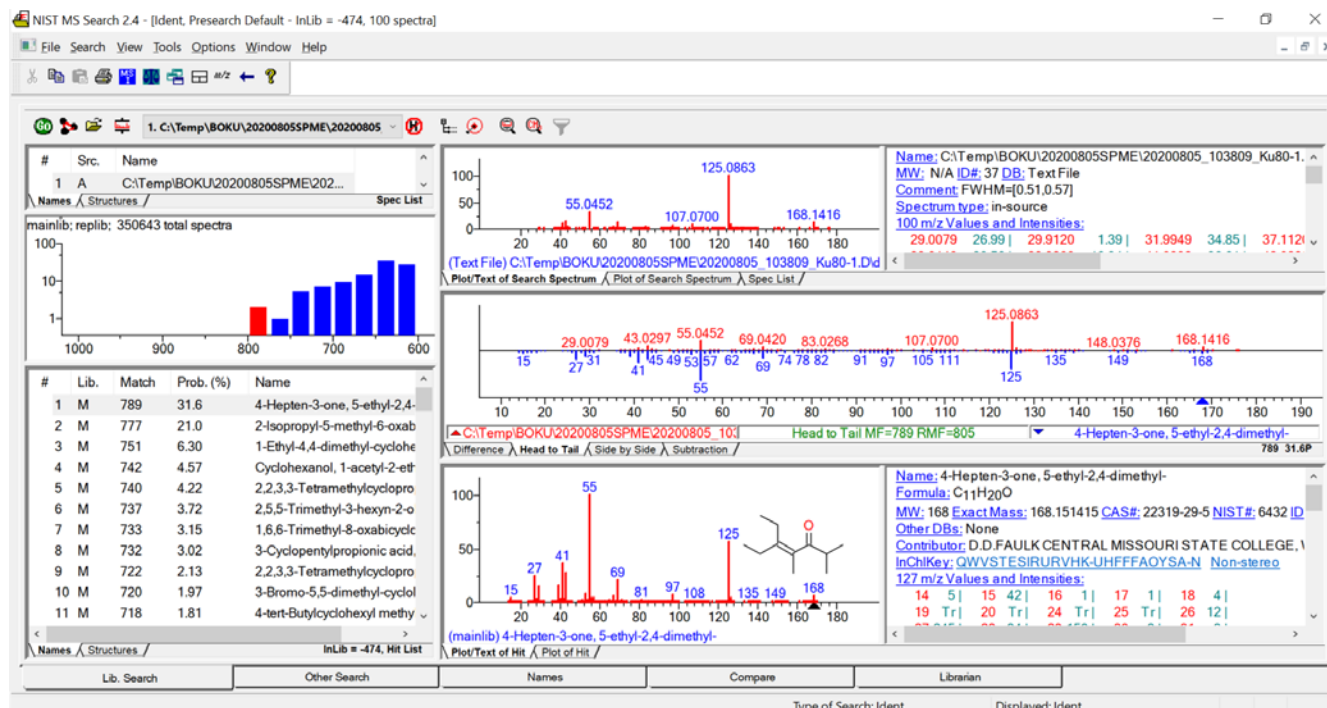 NIST MS Search 2.4 - [Ident, Presearch Default - InLib = -474, 100 spectra]
File Search View Tools Options Window Help
1. C:\Temp\BOKU\20200805SPME\20200805_
# Src. Name
1 A C:\Temp\BOKU\20200805SPME\202...
Names Structures Spec List
mainlib; replib; 350643 total spectra
100
10
1
1000 900 800 700 600
# Lib. Match Prob. (%) Name
1 M 789 31.6 4-Hepten-3-one, 5-ethyl-2,4-
2 M 777 21.0 2-Isopropyl-5-methyl-6-oxab
3 M 751 6.30 1-Ethyl-4,4-dimethyl-cyclohe
4 M 742 4.57 Cyclohexanol, 1-acetyl-2-eth
5 M 740 4.22 2,2,3,3-Tetramethylcyclopro
6 M 737 3.72 2,5,5-Trimethyl-3-hexyn-2-o
7 M 733 3.15 1,6,6-Trimethyl-8-oxabicyclo
8 M 732 3.02 3-Cyclopentylpropionic acid,
9 M 722 2.13 2,2,3,3-Tetramethylcyclopro
10 M 720 1.97 3-Bromo-5,5-dimethyl-cyclol
11 M 718 1.81 4-tert-Butylcyclohexyl methy
Names Structures InLib = -474, Hit List
125.0863
100
55.0452
50
107.0700 168.1416
20 40 60 80 100 120 140 160 180
(Text File) C:\Temp\BOKU\20200805SPME\20200805_103809_Ku80-1.D\d
Plot/Text of Search Spectrum Plot of Search Spectrum Spec List
Name: C:\Temp\BOKU\20200805SPME\20200805_103809_Ku80-1.
MW: N/A ID#: 37 DB: Text File
Comment: FWHM=[0.51,0.57]
Spectrum type: in-source
100 m/z Values and Intensities:
29.0079 26.99 | 29.9120 1.39 | 31.9949 34.85 | 37.1120
125.0863
29.0079 43.0297 55.0452 69.0420 83.0268 107.0700 148.0376 168.1416
15 27 31 41 45 49 53 55 57 62 69 74 78 82 91 97 105 111 125 135 149 168
10 20 30 40 50 60 70 80 90 100 110 120 130 140 150 160 170 180 190
C:\Temp\BOKU\20200805SPME\20200805_10: Head to Tail MF=789 RMF=805 4-Hepten-3-one, 5-ethyl-2,4-dimethyl-
Difference Head to Tail Side by Side Subtraction 789 31.6P
55
100
O
125
50
41
27
69
15 81 97 108 135 149 168
0
20 40 60 80 100 120 140 160 180
(mainlib) 4-Hepten-3-one, 5-ethyl-2,4-dimethyl-
Plot/Text of Hit Plot of Hit
Name: 4-Hepten-3-one, 5-ethyl-2,4-dimethyl-
Formula: C11H20O
MW: 168 Exact Mass: 168.151415 CAS#: 22319-29-5 NIST#: 6432 ID
Other DBs: None
Contributor: D.D.FAULK CENTRAL MISSOURI STATE COLLEGE,
InChIKey: QWVSTESIRURVHK-UHFFFAOYSA-N Non-stereo
127 m/z Values and Intensities:
14 5 | 15 42 | 16 1 | 17 1 | 18 4 |
19 Tr | 20 Tr | 24 Tr | 25 Tr | 26 12 |
Lib. Search Other Search Names Compare Librarian
Type of Search: Ident Displayed: Ident